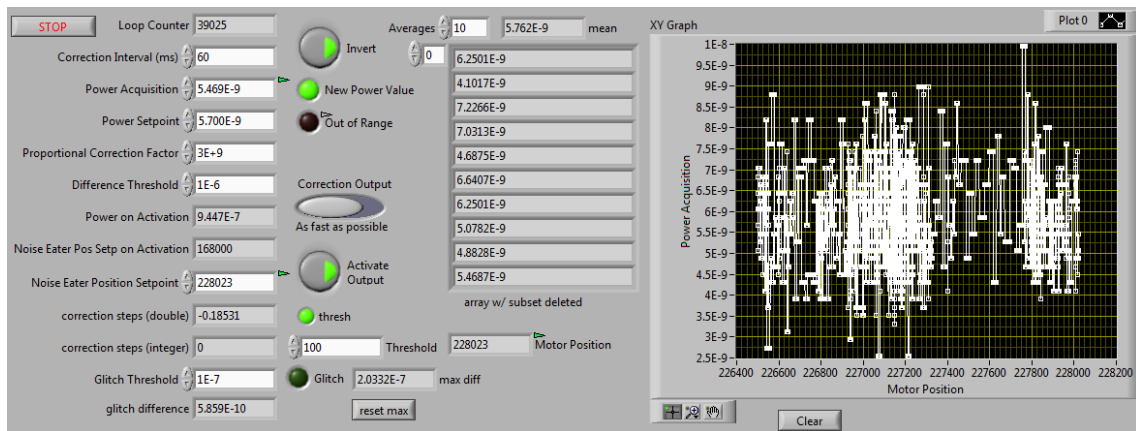 STOP
Loop Counter 39025
Correction Interval (ms) 60
Power Acquisition 5.469E-9
Power Setpoint 5.700E-9
Proportional Correction Factor 3E+9
Difference Threshold 1E-6
Power on Activation 9.447E-7
Noise Eater Pos Setp on Activation 168000
Noise Eater Position Setpoint 228023
correction steps (double) -0.18531
correction steps (integer) 0
Glitch Threshold 1E-7
glitch difference 5.859E-10
Invert
New Power Value
Out of Range
Correction Output
As fast as possible
Activate
Output
thresh
100 Threshold
Glitch 2.0332E-7 max diff
reset max
Averages 10 5.762E-9 mean
0
6.2501E-9
4.1017E-9
7.2266E-9
7.0313E-9
4.6875E-9
6.6407E-9
6.2501E-9
5.0782E-9
4.8828E-9
5.4687E-9
array w/ subset deleted
228023 Motor Position
XY Graph
Plot 0
Power Acquisition
1E-8
9.5E-9
9E-9
8.5E-9
8E-9
7.5E-9
7E-9
6.5E-9
6E-9
5.5E-9
5E-9
4.5E-9
4E-9
3.5E-9
3E-9
2.5E-9
226400 226600 226800 227000 227200 227400 227600 227800 228000 228200
Motor Position
Clear